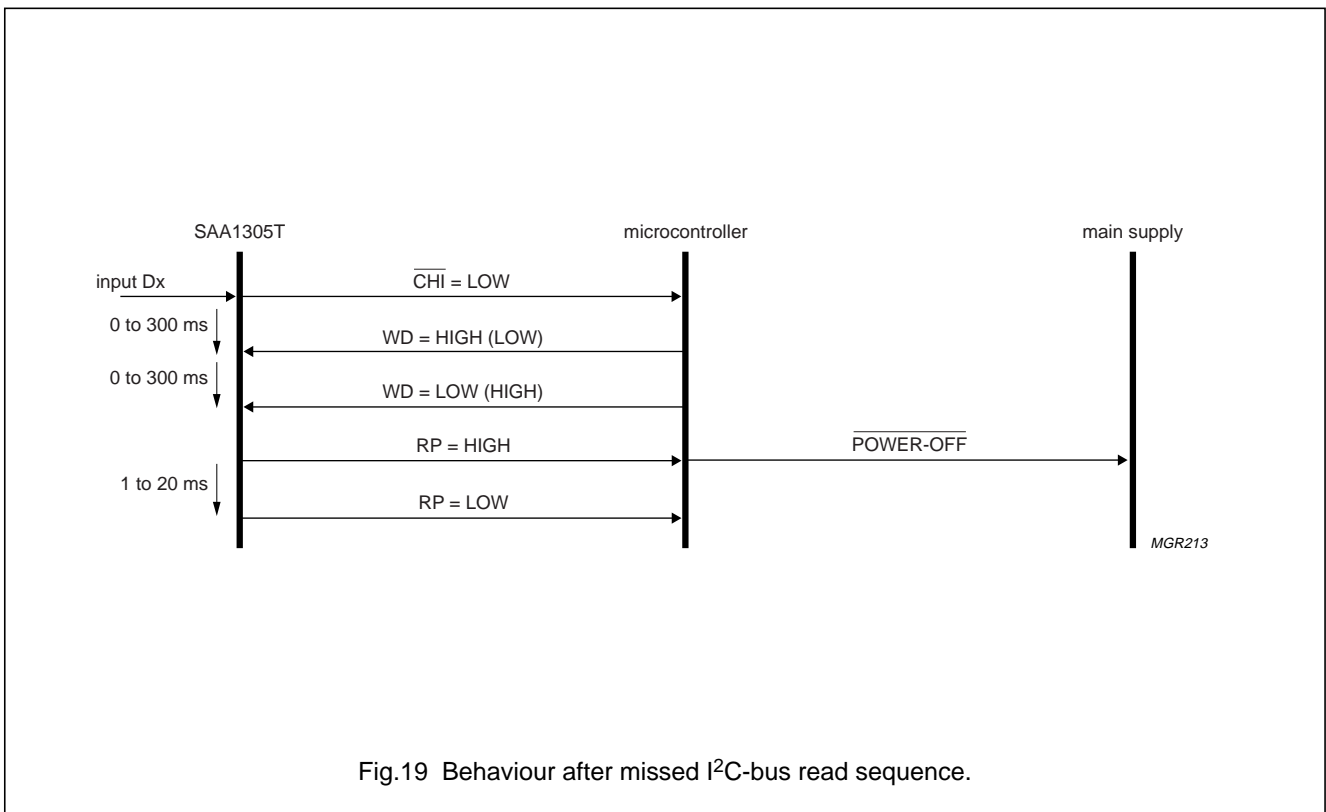 SAA1305T microcontroller main supply
input Dx
CHI = LOW
0 to 300 ms
WD = HIGH (LOW)
0 to 300 ms
WD = LOW (HIGH)
RP = HIGH
POWER-OFF
1 to 20 ms
RP = LOW
MGR213
Fig.19 Behaviour after missed I²C-bus read sequence.